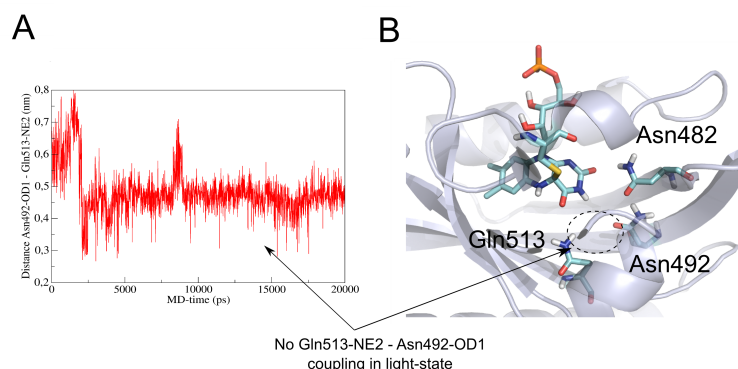 A
B
Distance Asn492-OD1 - Gln513-NE2 (nm)
0,8
0,7
0,6
0,5
0,4
0,3
0,2
0
5000
10000
15000
20000
MD-time (ps)
Asn482
Gln513
Asn492
No Gln513-NE2 - Asn492-OD1
coupling in light-state